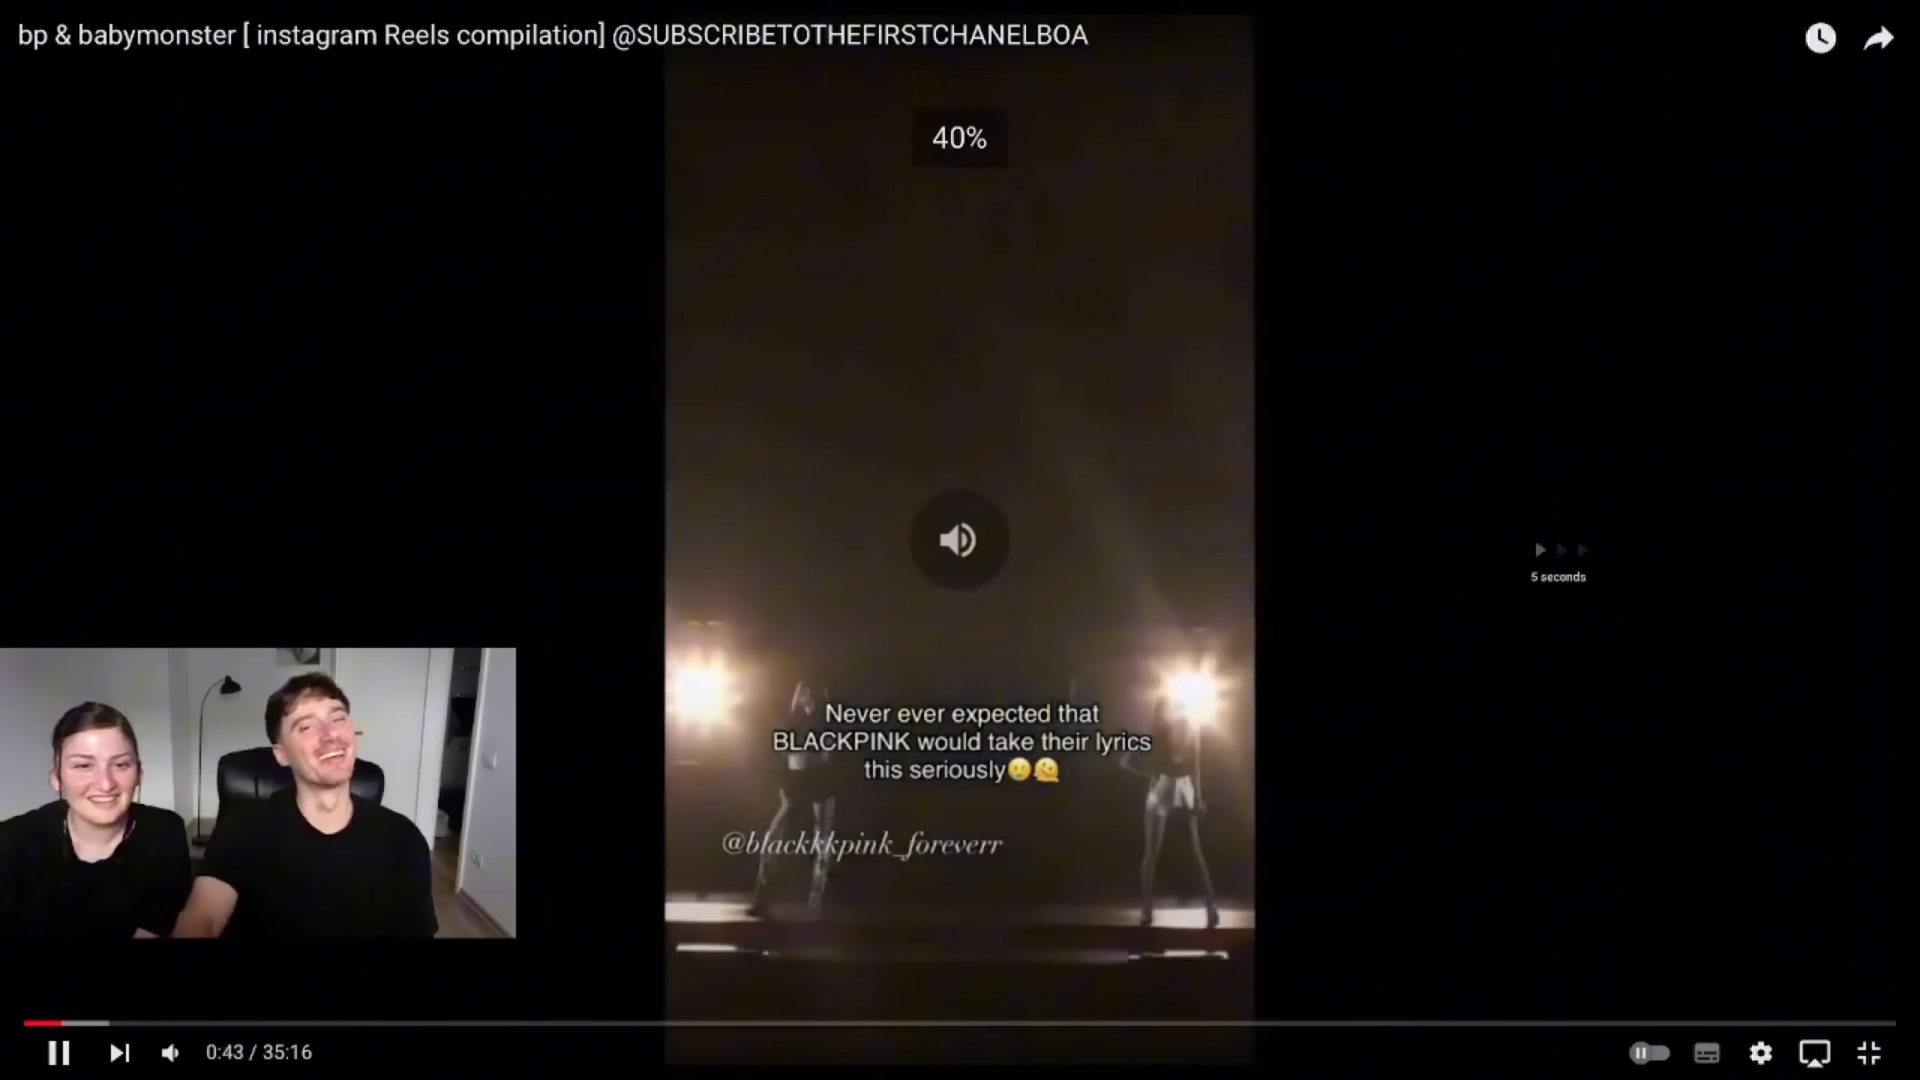 bp & babymonster [ instagram Reels compilation] @SUBSCRIBETOTHEFIRSTCHANELBOA
40%
5 seconds
Never ever expected that
BLACKPINK would take their lyrics
this seriously🥲🫠
@blackkkpink_foreverr
0:43 / 35:16